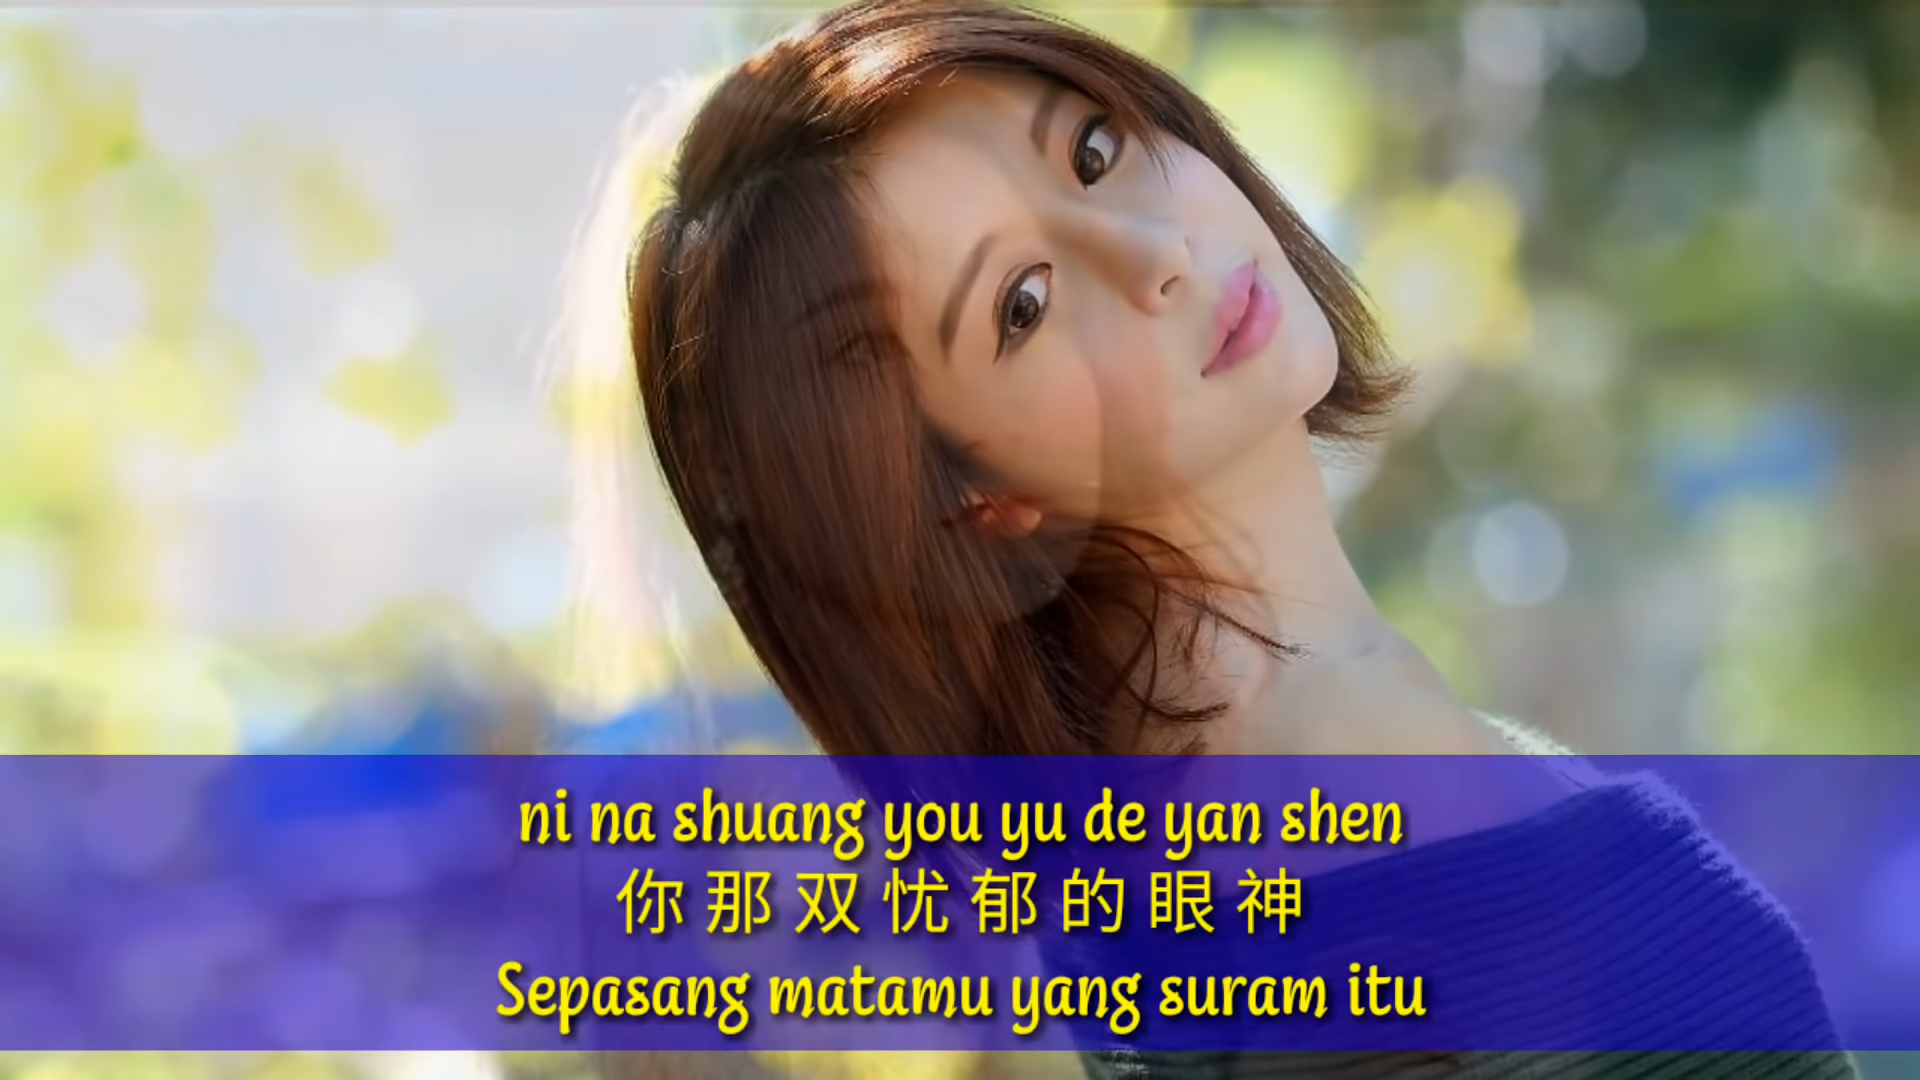 ni na shuang you yu de yan shen
你 那 双 忧 郁 的 眼 神
Sepasang matamu yang suram itu